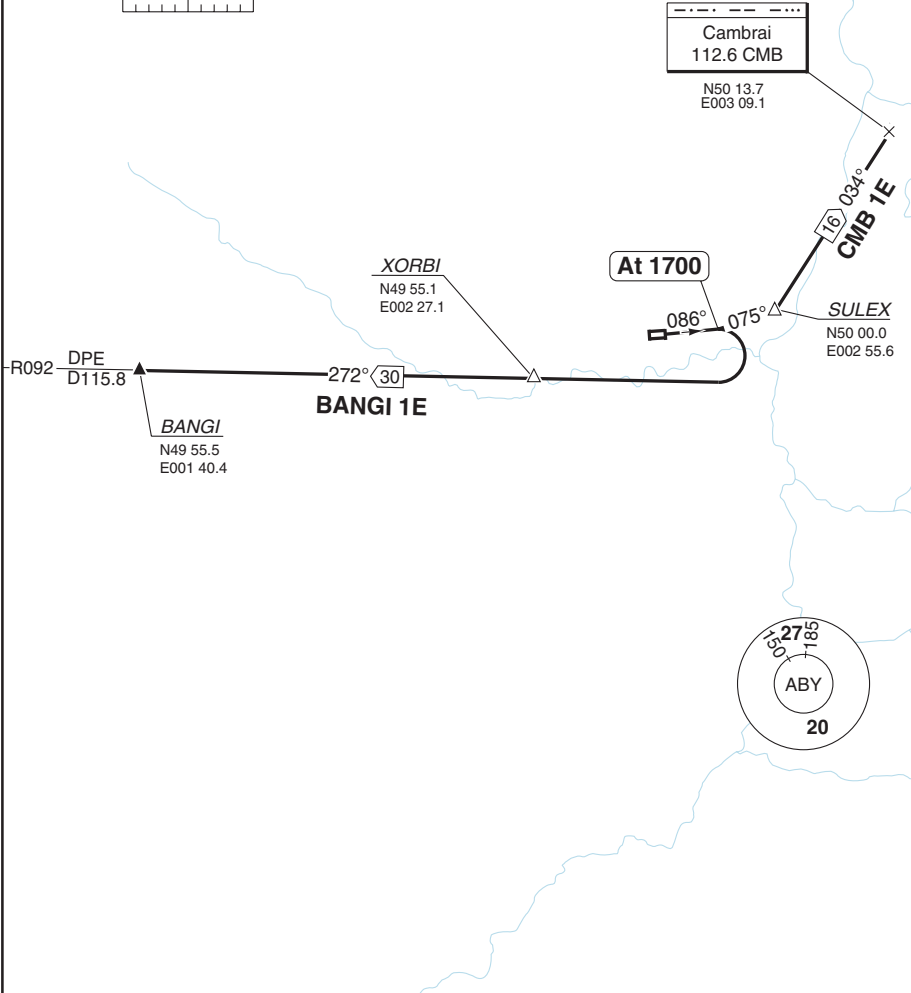 Cambrai
112.6 CMB
N50 13.7
E003 09.1
034°
16
CMB 1E
XORBI
N49 55.1
E002 27.1
At 1700
086°
075°
SULEX
N50 00.0
E002 55.6
R092
DPE
D115.8
272°
30
BANGI 1E
BANGI
N49 55.5
E001 40.4
27
150
185
ABY
20